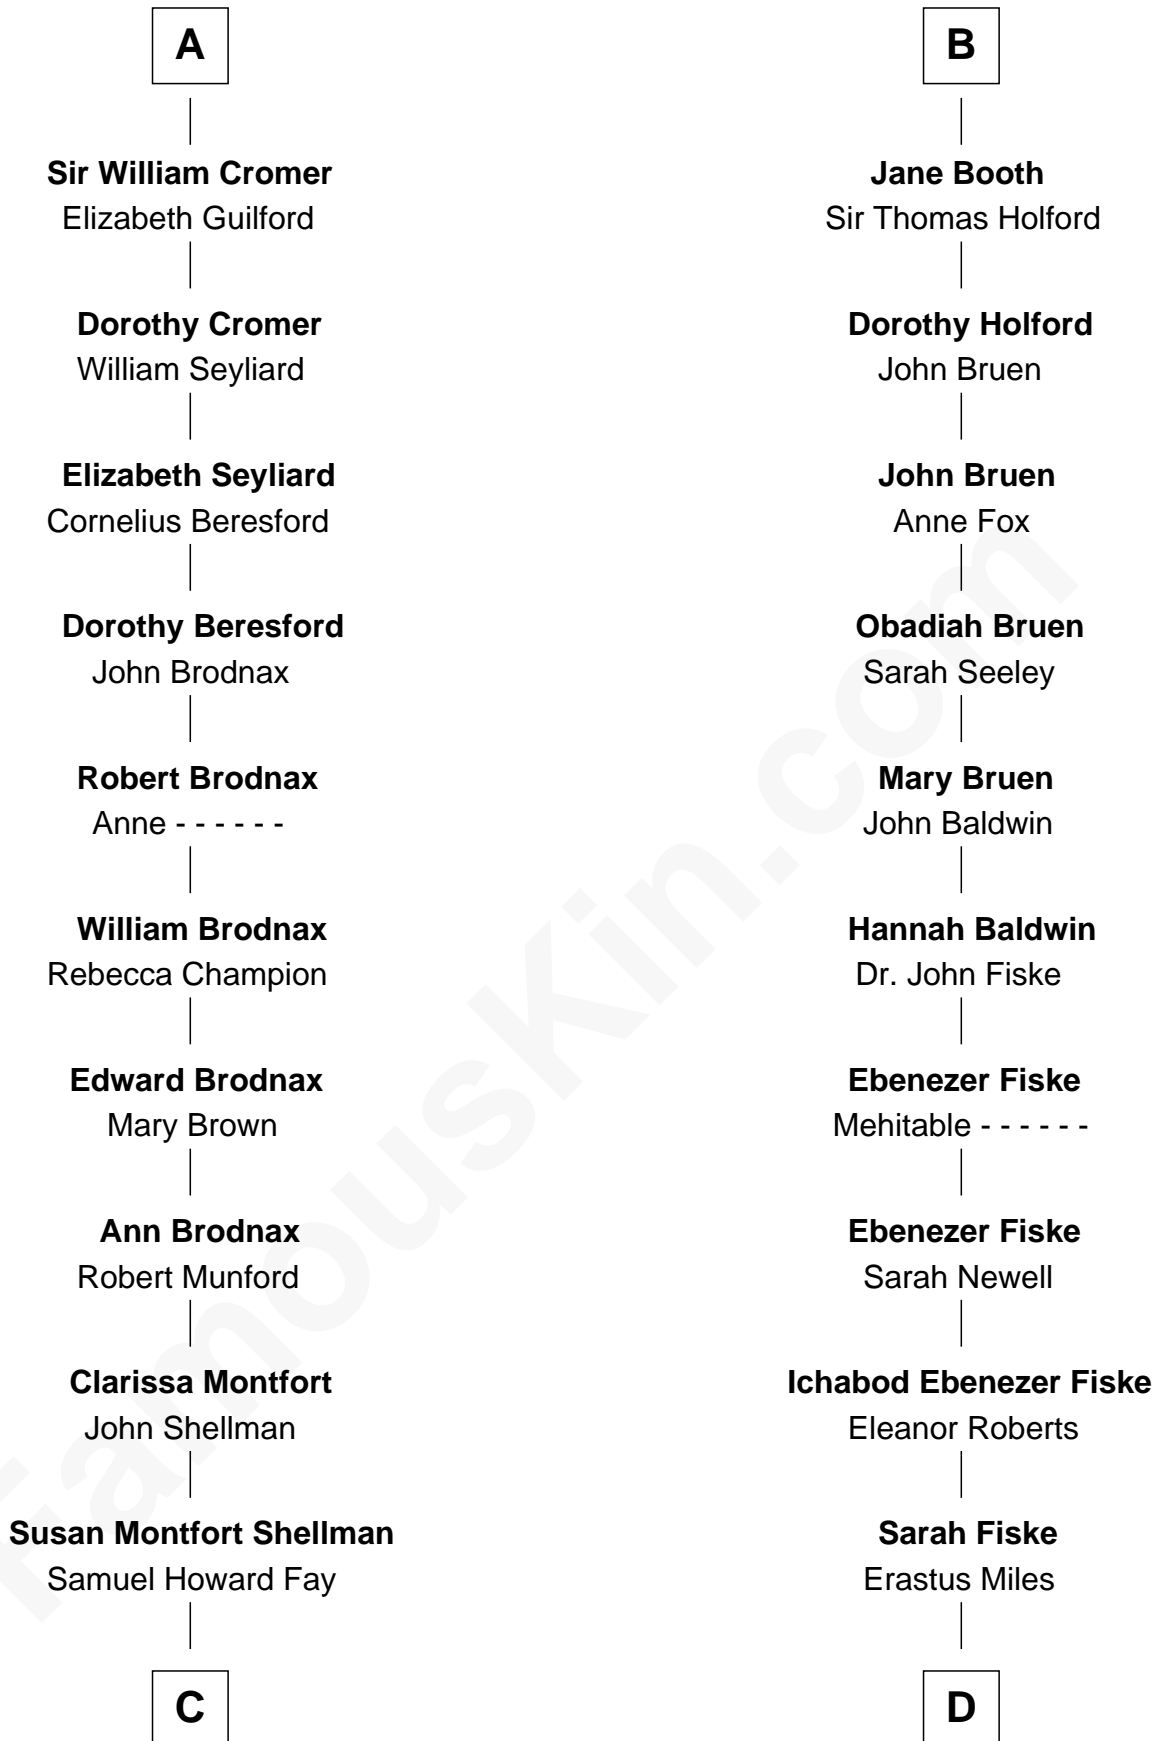 A
Sir William Cromer
Elizabeth Guilford
Dorothy Cromer
William Seyliard
Elizabeth Seyliard
Cornelius Beresford
Dorothy Beresford
John Brodnax
Robert Brodnax
Anne - - - - - -
William Brodnax
Rebecca Champion
Edward Brodnax
Mary Brown
Ann Brodnax
Robert Munford
Clarissa Montfort
John Shellman
Susan Montfort Shellman
Samuel Howard Fay
C
B
Jane Booth
Sir Thomas Holford
Dorothy Holford
John Bruen
John Bruen
Anne Fox
Obadiah Bruen
Sarah Seeley
Mary Bruen
John Baldwin
Hannah Baldwin
Dr. John Fiske
Ebenezer Fiske
Mehitable - - - - - -
Ebenezer Fiske
Sarah Newell
Ichabod Ebenezer Fiske
Eleanor Roberts
Sarah Fiske
Erastus Miles
D
FamousKin.com